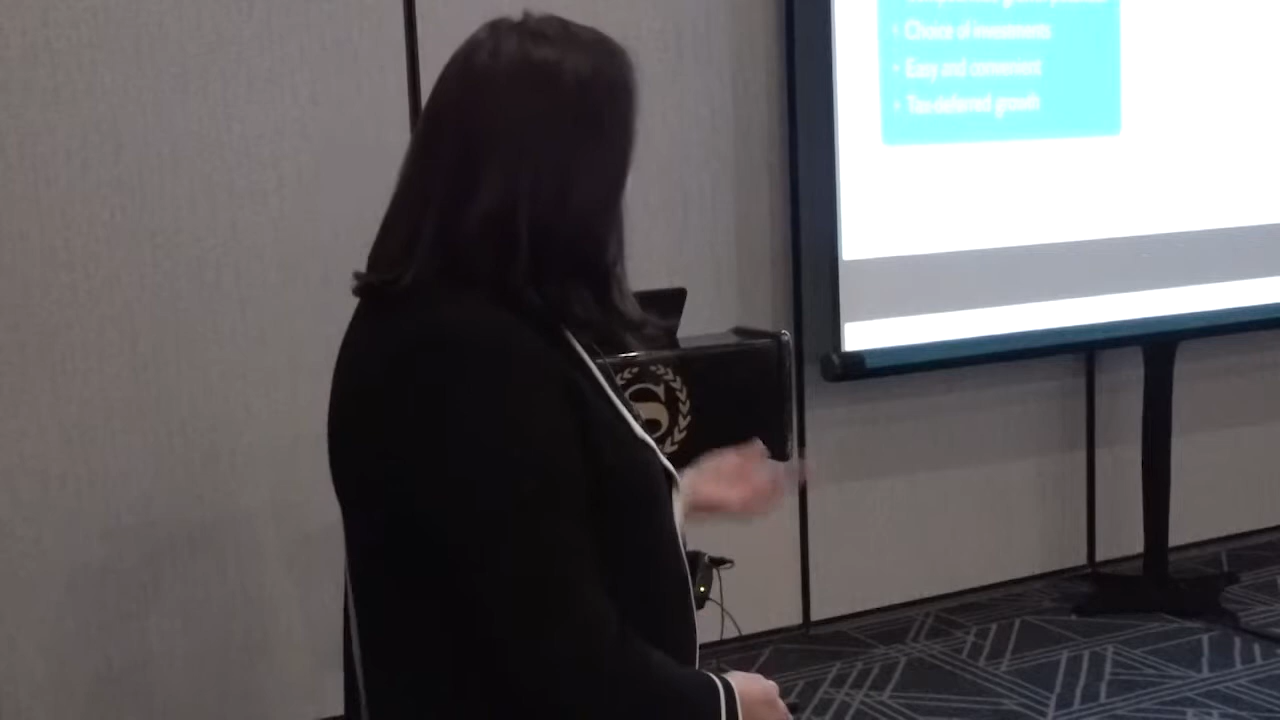 • Choice of investments
• Easy and convenient
• Tax-deferred growth
S